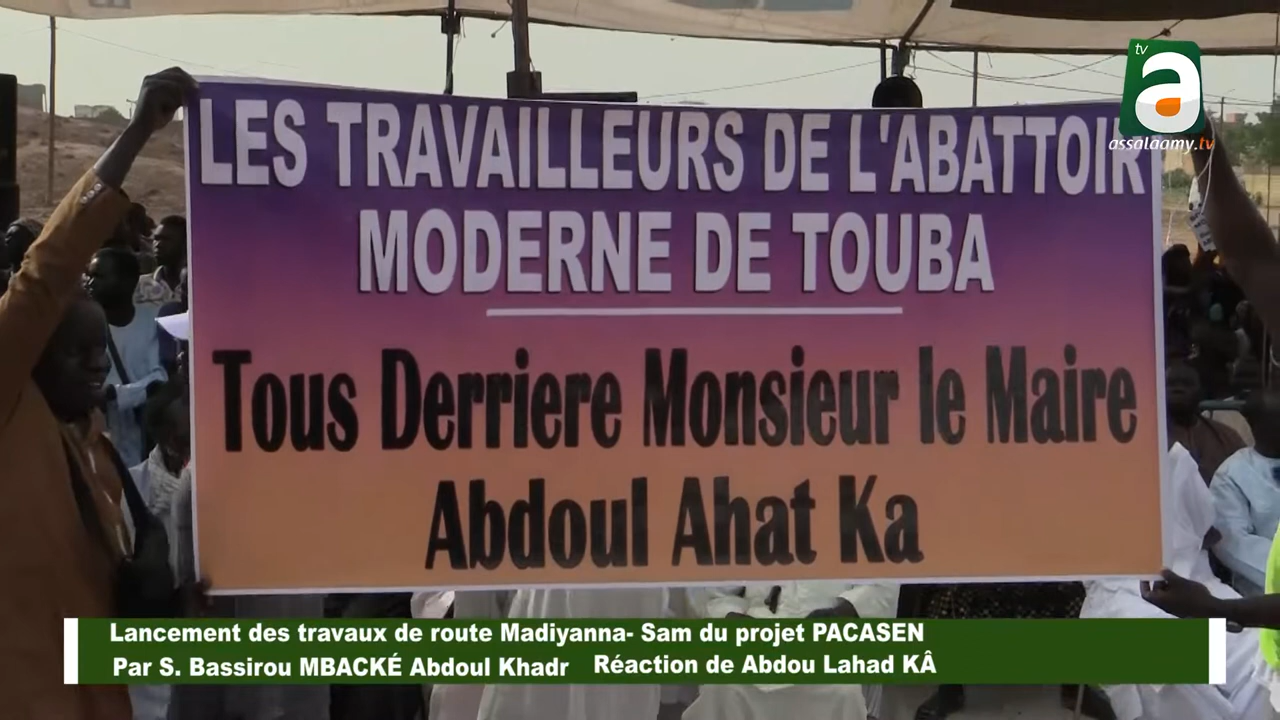 tv
a
assalaamy.tv
LES TRAVAILLEURS DE L'ABATTOIR
MODERNE DE TOUBA
Tous Derriere Monsieur le Maire
Abdoul Ahat Ka
Lancement des travaux de route Madiyanna- Sam du projet PACASEN
Par S. Bassirou MBACKÉ Abdoul Khadr Réaction de Abdou Lahad KÂ